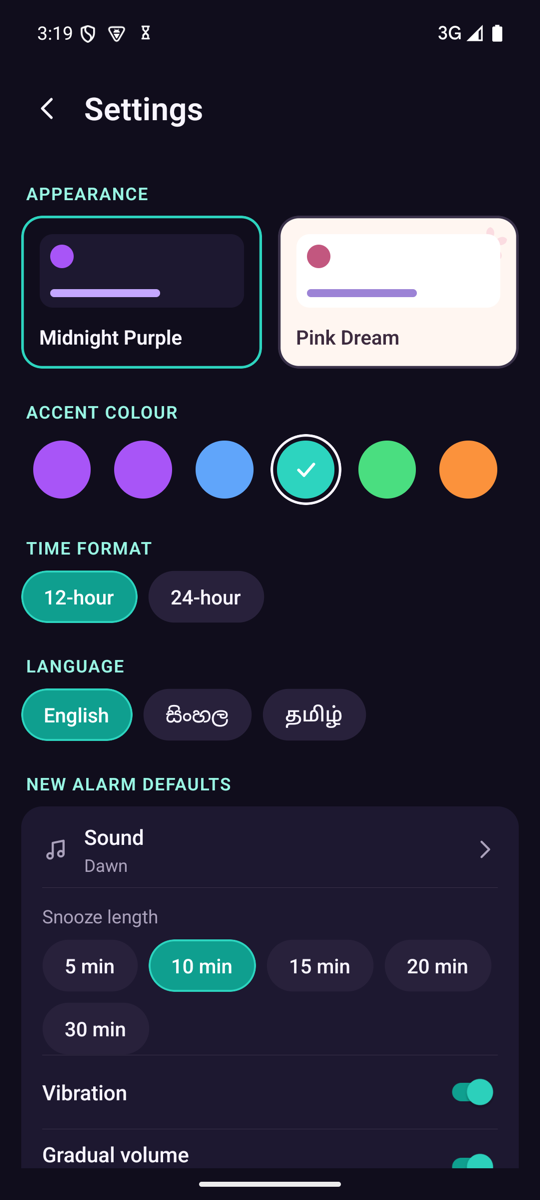 3:19
3G
Settings
APPEARANCE
Midnight Purple
Pink Dream
ACCENT COLOUR
TIME FORMAT
12-hour
24-hour
LANGUAGE
English
සිංහල
தமிழ்
NEW ALARM DEFAULTS
Sound
Dawn
Snooze length
5 min
10 min
15 min
20 min
30 min
Vibration
Gradual volume